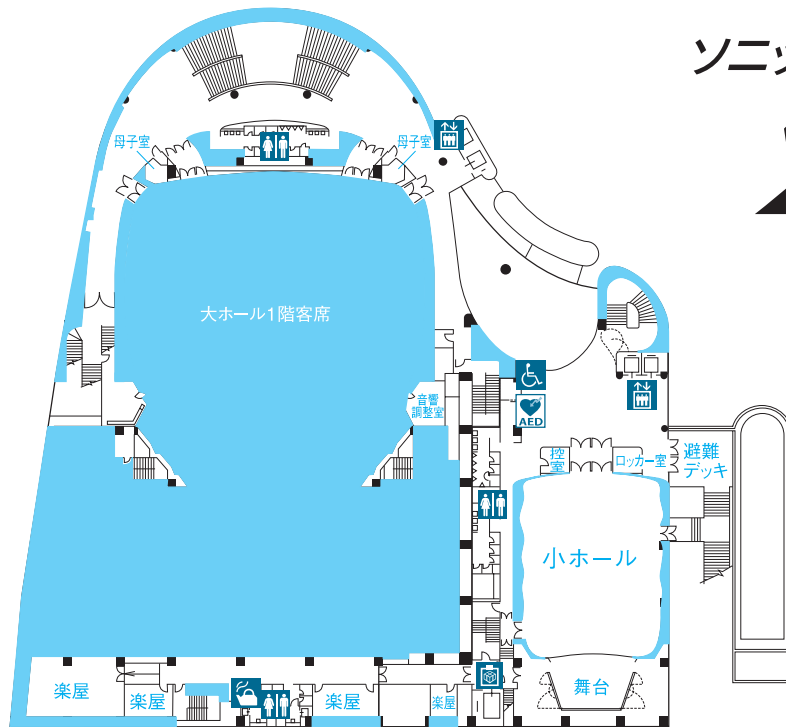 ソニッ
母子室
母子室
大ホール1階客席
音響
調整室
AED
控
室
ロッカー室
避難
デッキ
小ホール
舞台
楽屋
楽屋
楽屋
楽屋